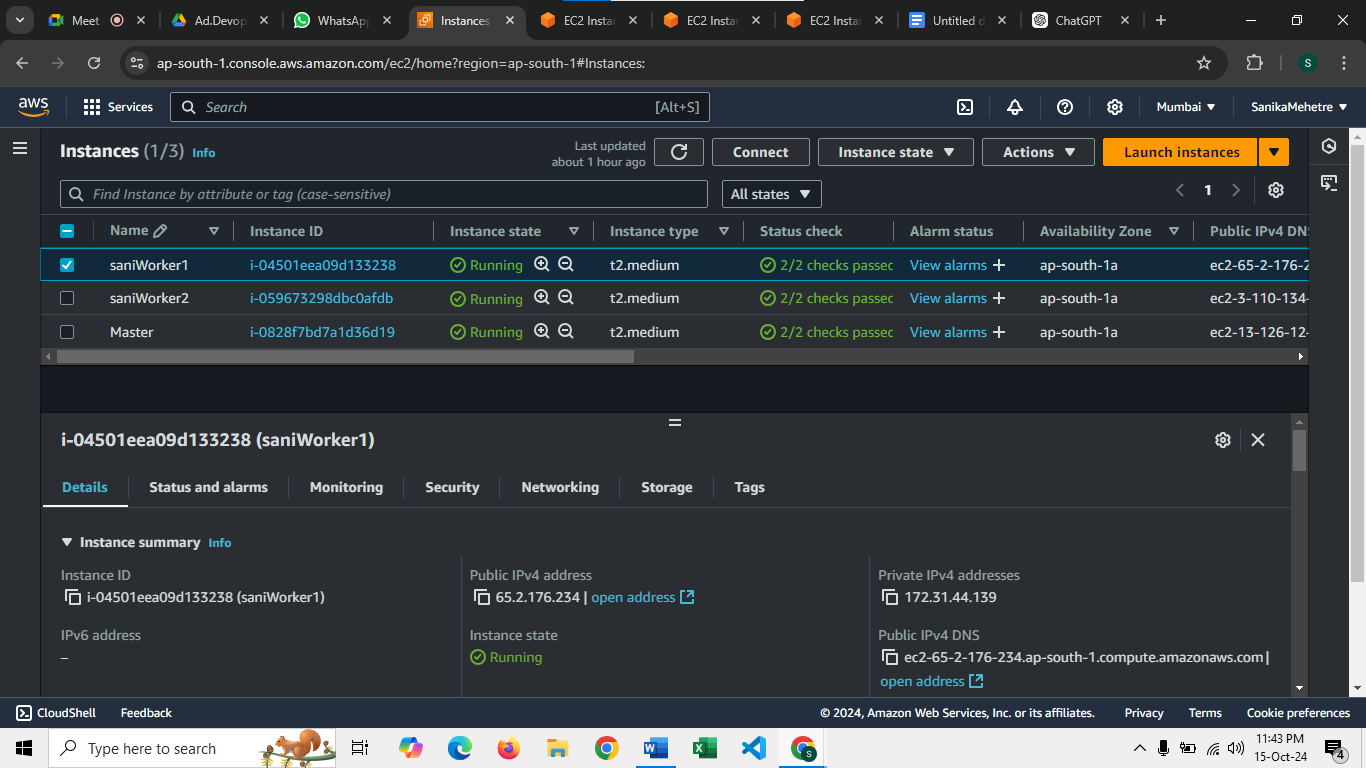 Meet
Ad.Devop
WhatsApp
Instances
EC2 Instan
EC2 Instan
EC2 Instan
Untitled d
ChatGPT
ap-south-1.console.aws.amazon.com/ec2/home?region=ap-south-1#Instances:
S
aws
Services
Search
[Alt+S]
Mumbai
SanikaMehetre
Instances (1/3) Info
Last updated
about 1 hour ago
Connect
Instance state
Actions
Launch instances
Find Instance by attribute or tag (case-sensitive)
All states
1
Name Instance ID Instance state Instance type Status check Alarm status Availability Zone Public IPv4 DN
saniWorker1 i-04501eea09d133238 Running t2.medium 2/2 checks passec View alarms + ap-south-1a ec2-65-2-176-2
saniWorker2 i-059673298dbc0afdb Running t2.medium 2/2 checks passec View alarms + ap-south-1a ec2-3-110-134-
Master i-0828f7bd7a1d36d19 Running t2.medium 2/2 checks passec View alarms + ap-south-1a ec2-13-126-12-
i-04501eea09d133238 (saniWorker1)
Details Status and alarms Monitoring Security Networking Storage Tags
Instance summary Info
Instance ID
i-04501eea09d133238 (saniWorker1)
Public IPv4 address
65.2.176.234 | open address
Private IPv4 addresses
172.31.44.139
IPv6 address
–
Instance state
Running
Public IPv4 DNS
ec2-65-2-176-234.ap-south-1.compute.amazonaws.com |
open address
CloudShell Feedback
© 2024, Amazon Web Services, Inc. or its affiliates. Privacy Terms Cookie preferences
Type here to search
11:43 PM
15-Oct-24
4